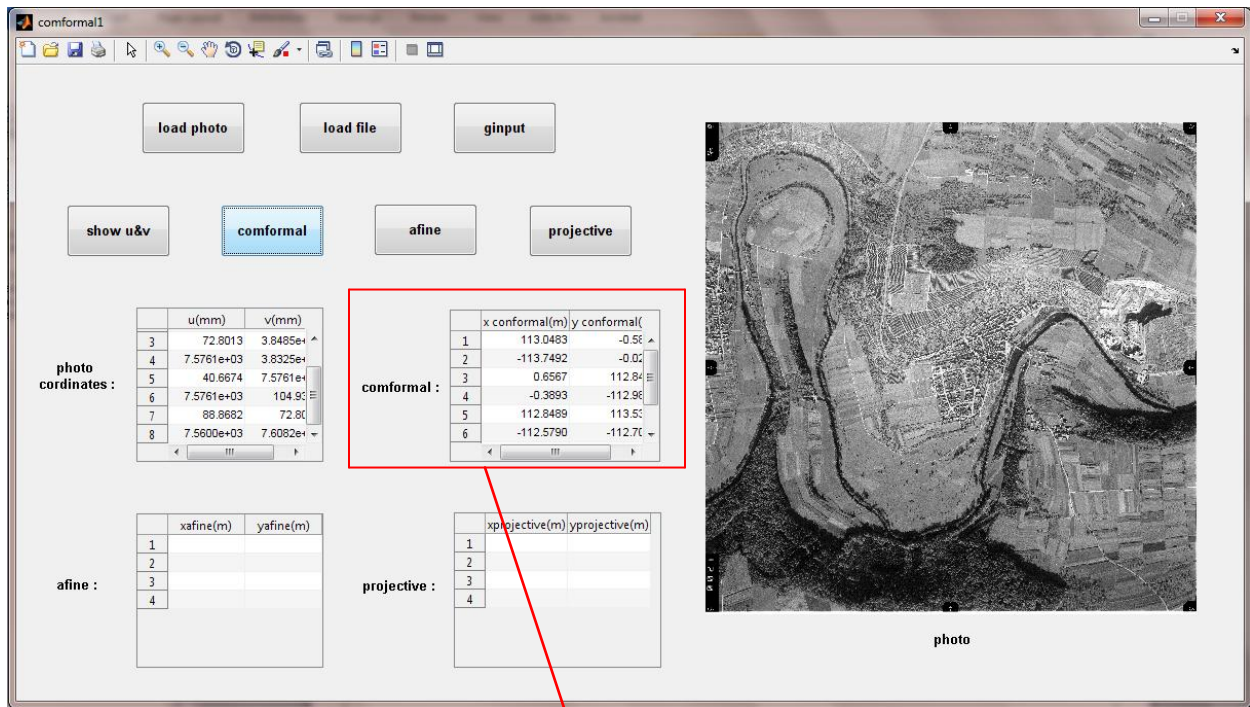 comformal1
load photo
load file
ginput
show u&v
comformal
afine
projective
photo
cordinates :
u(mm) v(mm)
3 72.8013 3.8485e+
4 7.5761e+03 3.8325e+
5 40.6674 7.5761e+
6 7.5761e+03 104.93
7 88.8682 72.80
8 7.5600e+03 7.6082e+
comformal :
x conformal(m) y conformal(
1 113.0483 -0.58
2 -113.7492 -0.02
3 0.6567 112.84
4 -0.3893 -112.98
5 112.8489 113.53
6 -112.5790 -112.70
afine :
xafine(m) yafine(m)
1
2
3
4
projective :
xprojective(m) yprojective(m)
1
2
3
4
photo